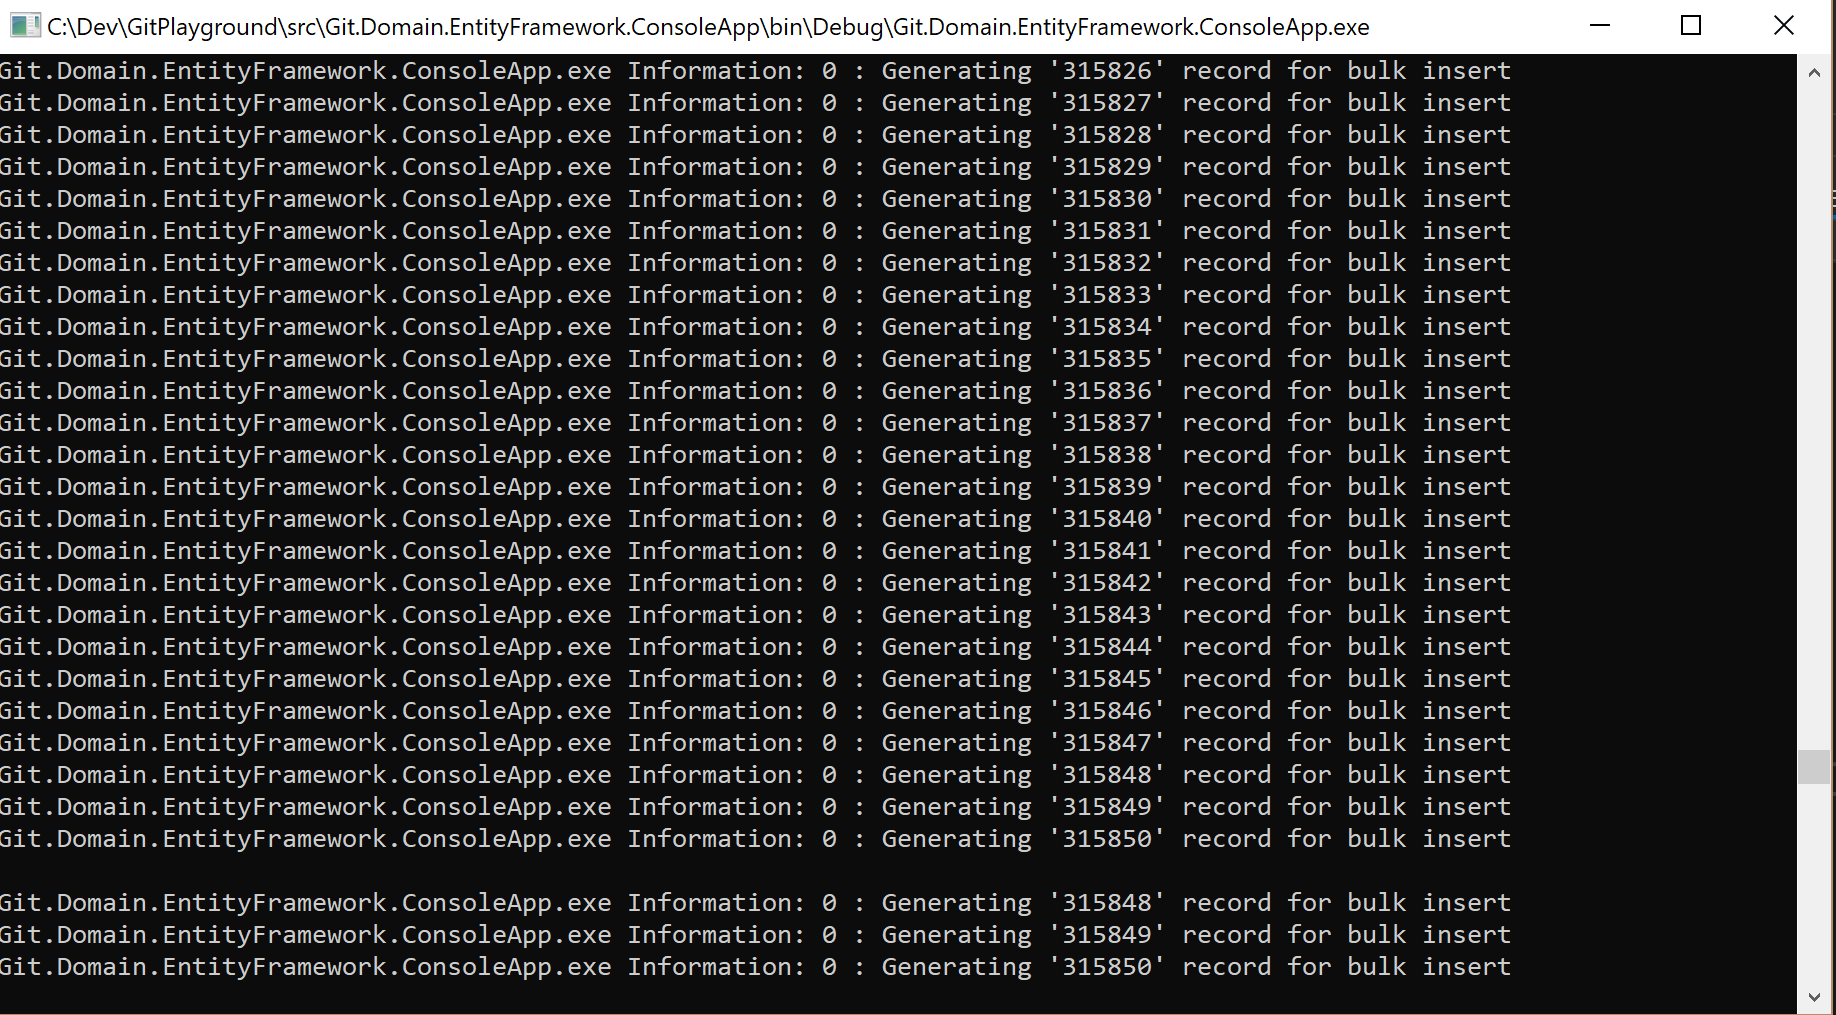 C:\Dev\GitPlayground\src\Git.Domain.EntityFramework.ConsoleApp\bin\Debug\Git.Domain.EntityFramework.ConsoleApp.exe
Git.Domain.EntityFramework.ConsoleApp.exe Information: 0 : Generating '315826' record for bulk insert
Git.Domain.EntityFramework.ConsoleApp.exe Information: 0 : Generating '315827' record for bulk insert
Git.Domain.EntityFramework.ConsoleApp.exe Information: 0 : Generating '315828' record for bulk insert
Git.Domain.EntityFramework.ConsoleApp.exe Information: 0 : Generating '315829' record for bulk insert
Git.Domain.EntityFramework.ConsoleApp.exe Information: 0 : Generating '315830' record for bulk insert
Git.Domain.EntityFramework.ConsoleApp.exe Information: 0 : Generating '315831' record for bulk insert
Git.Domain.EntityFramework.ConsoleApp.exe Information: 0 : Generating '315832' record for bulk insert
Git.Domain.EntityFramework.ConsoleApp.exe Information: 0 : Generating '315833' record for bulk insert
Git.Domain.EntityFramework.ConsoleApp.exe Information: 0 : Generating '315834' record for bulk insert
Git.Domain.EntityFramework.ConsoleApp.exe Information: 0 : Generating '315835' record for bulk insert
Git.Domain.EntityFramework.ConsoleApp.exe Information: 0 : Generating '315836' record for bulk insert
Git.Domain.EntityFramework.ConsoleApp.exe Information: 0 : Generating '315837' record for bulk insert
Git.Domain.EntityFramework.ConsoleApp.exe Information: 0 : Generating '315838' record for bulk insert
Git.Domain.EntityFramework.ConsoleApp.exe Information: 0 : Generating '315839' record for bulk insert
Git.Domain.EntityFramework.ConsoleApp.exe Information: 0 : Generating '315840' record for bulk insert
Git.Domain.EntityFramework.ConsoleApp.exe Information: 0 : Generating '315841' record for bulk insert
Git.Domain.EntityFramework.ConsoleApp.exe Information: 0 : Generating '315842' record for bulk insert
Git.Domain.EntityFramework.ConsoleApp.exe Information: 0 : Generating '315843' record for bulk insert
Git.Domain.EntityFramework.ConsoleApp.exe Information: 0 : Generating '315844' record for bulk insert
Git.Domain.EntityFramework.ConsoleApp.exe Information: 0 : Generating '315845' record for bulk insert
Git.Domain.EntityFramework.ConsoleApp.exe Information: 0 : Generating '315846' record for bulk insert
Git.Domain.EntityFramework.ConsoleApp.exe Information: 0 : Generating '315847' record for bulk insert
Git.Domain.EntityFramework.ConsoleApp.exe Information: 0 : Generating '315848' record for bulk insert
Git.Domain.EntityFramework.ConsoleApp.exe Information: 0 : Generating '315849' record for bulk insert
Git.Domain.EntityFramework.ConsoleApp.exe Information: 0 : Generating '315850' record for bulk insert
Git.Domain.EntityFramework.ConsoleApp.exe Information: 0 : Generating '315848' record for bulk insert
Git.Domain.EntityFramework.ConsoleApp.exe Information: 0 : Generating '315849' record for bulk insert
Git.Domain.EntityFramework.ConsoleApp.exe Information: 0 : Generating '315850' record for bulk insert